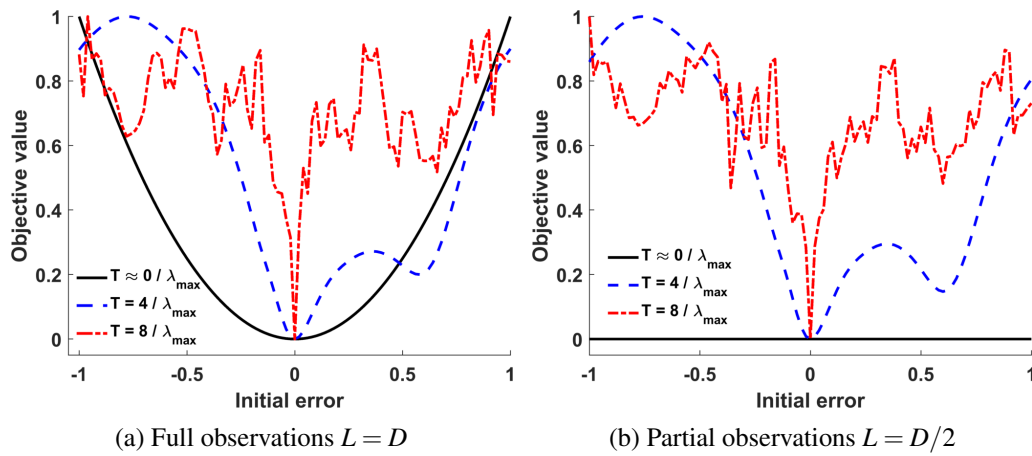 Objective value
1
0.8
0.6
0.4
0.2
0
T ≈ 0 / λmax
T = 4 / λmax
T = 8 / λmax
-1
-0.5
0
0.5
1
Initial error
(a) Full observations L = D
Objective value
1
0.8
0.6
0.4
0.2
0
T ≈ 0 / λmax
T = 4 / λmax
T = 8 / λmax
-1
-0.5
0
0.5
1
Initial error
(b) Partial observations L = D/2